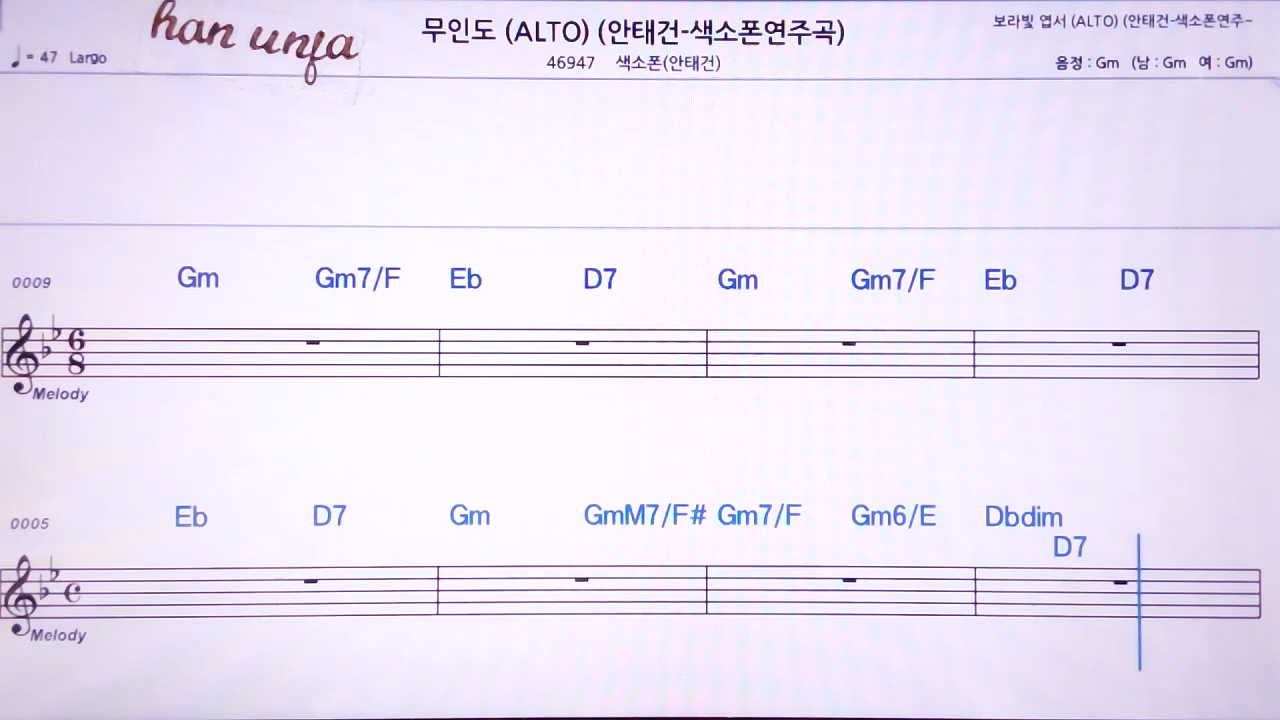 han unja
무인도 (ALTO) (안태건-색소폰연주곡)
보라빛 엽서 (ALTO) (안태건-색소폰연주-
♩ = 47 Largo
46947 색소폰(안태건)
음정 : Gm (남 : Gm 여 : Gm)
0009 Gm Gm7/F Eb D7 Gm Gm7/F Eb D7
6
8
Melody
0005 Eb D7 Gm GmM7/F# Gm7/F Gm6/E Dbdim
D7
Melody